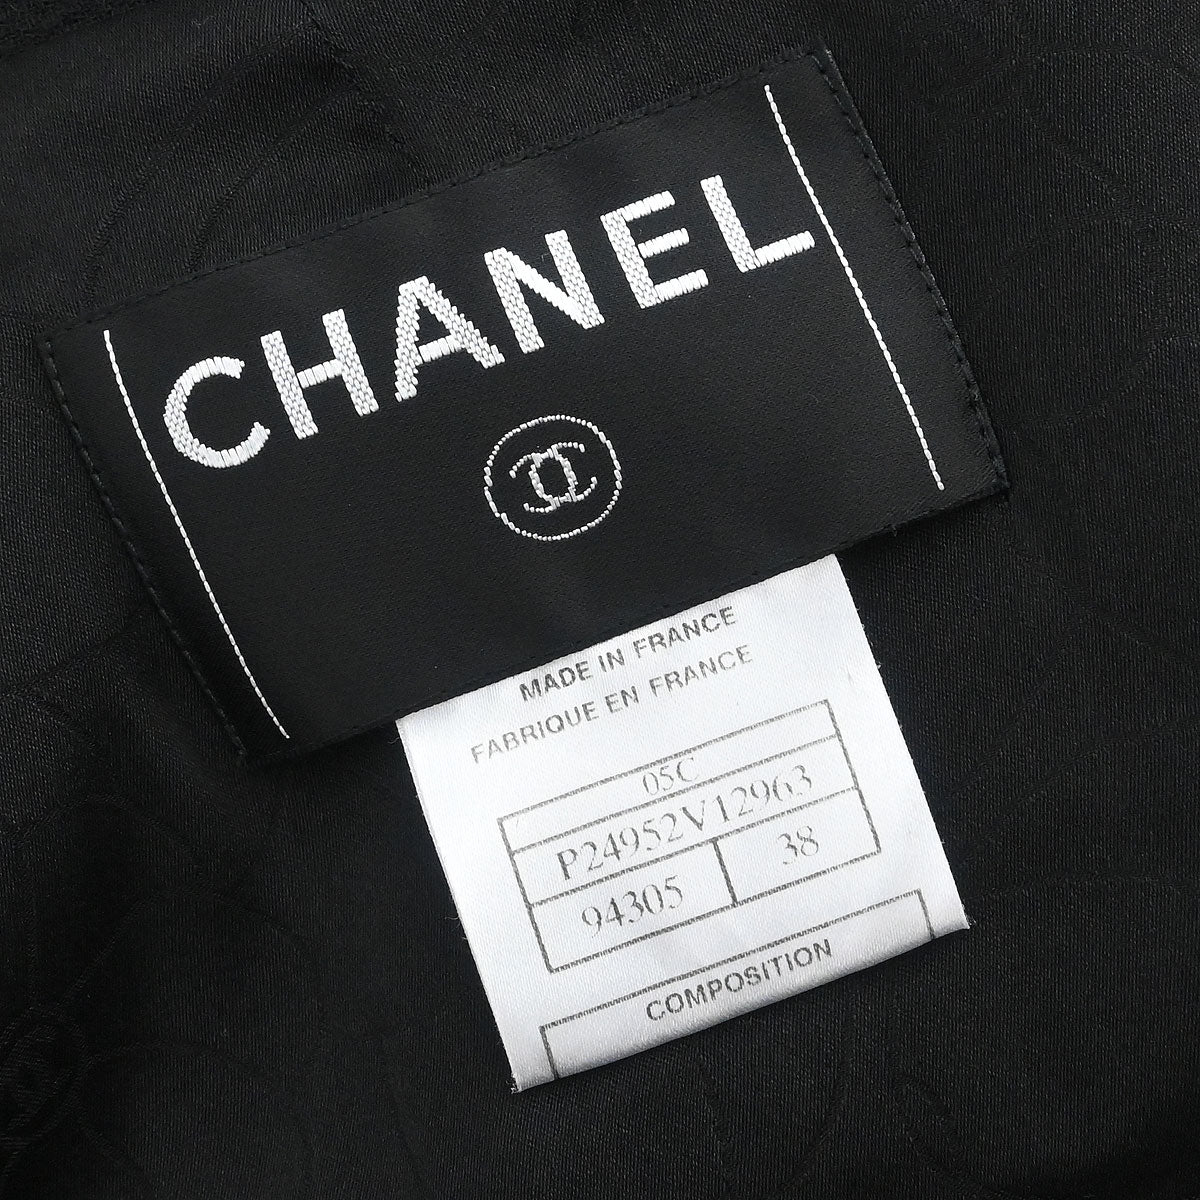 CHANEL
MADE IN FRANCE
FABRIQUE EN FRANCE
05C
P24952V12963
94305 38
COMPOSITION